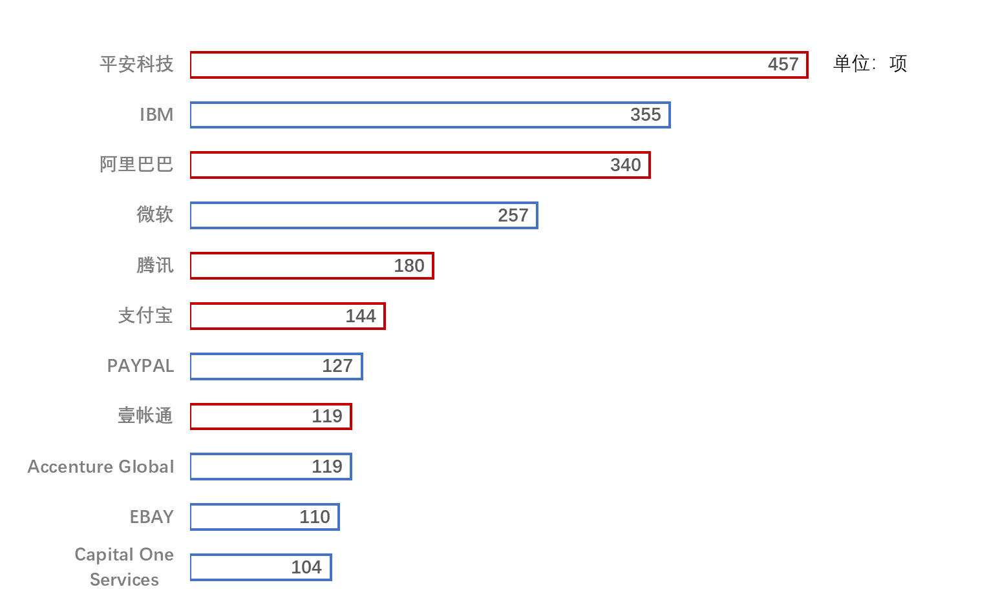 平安科技 457 单位：项
IBM 355
阿里巴巴 340
微软 257
腾讯 180
支付宝 144
PAYPAL 127
壹帐通 119
Accenture Global 119
EBAY 110
Capital One
Services 104